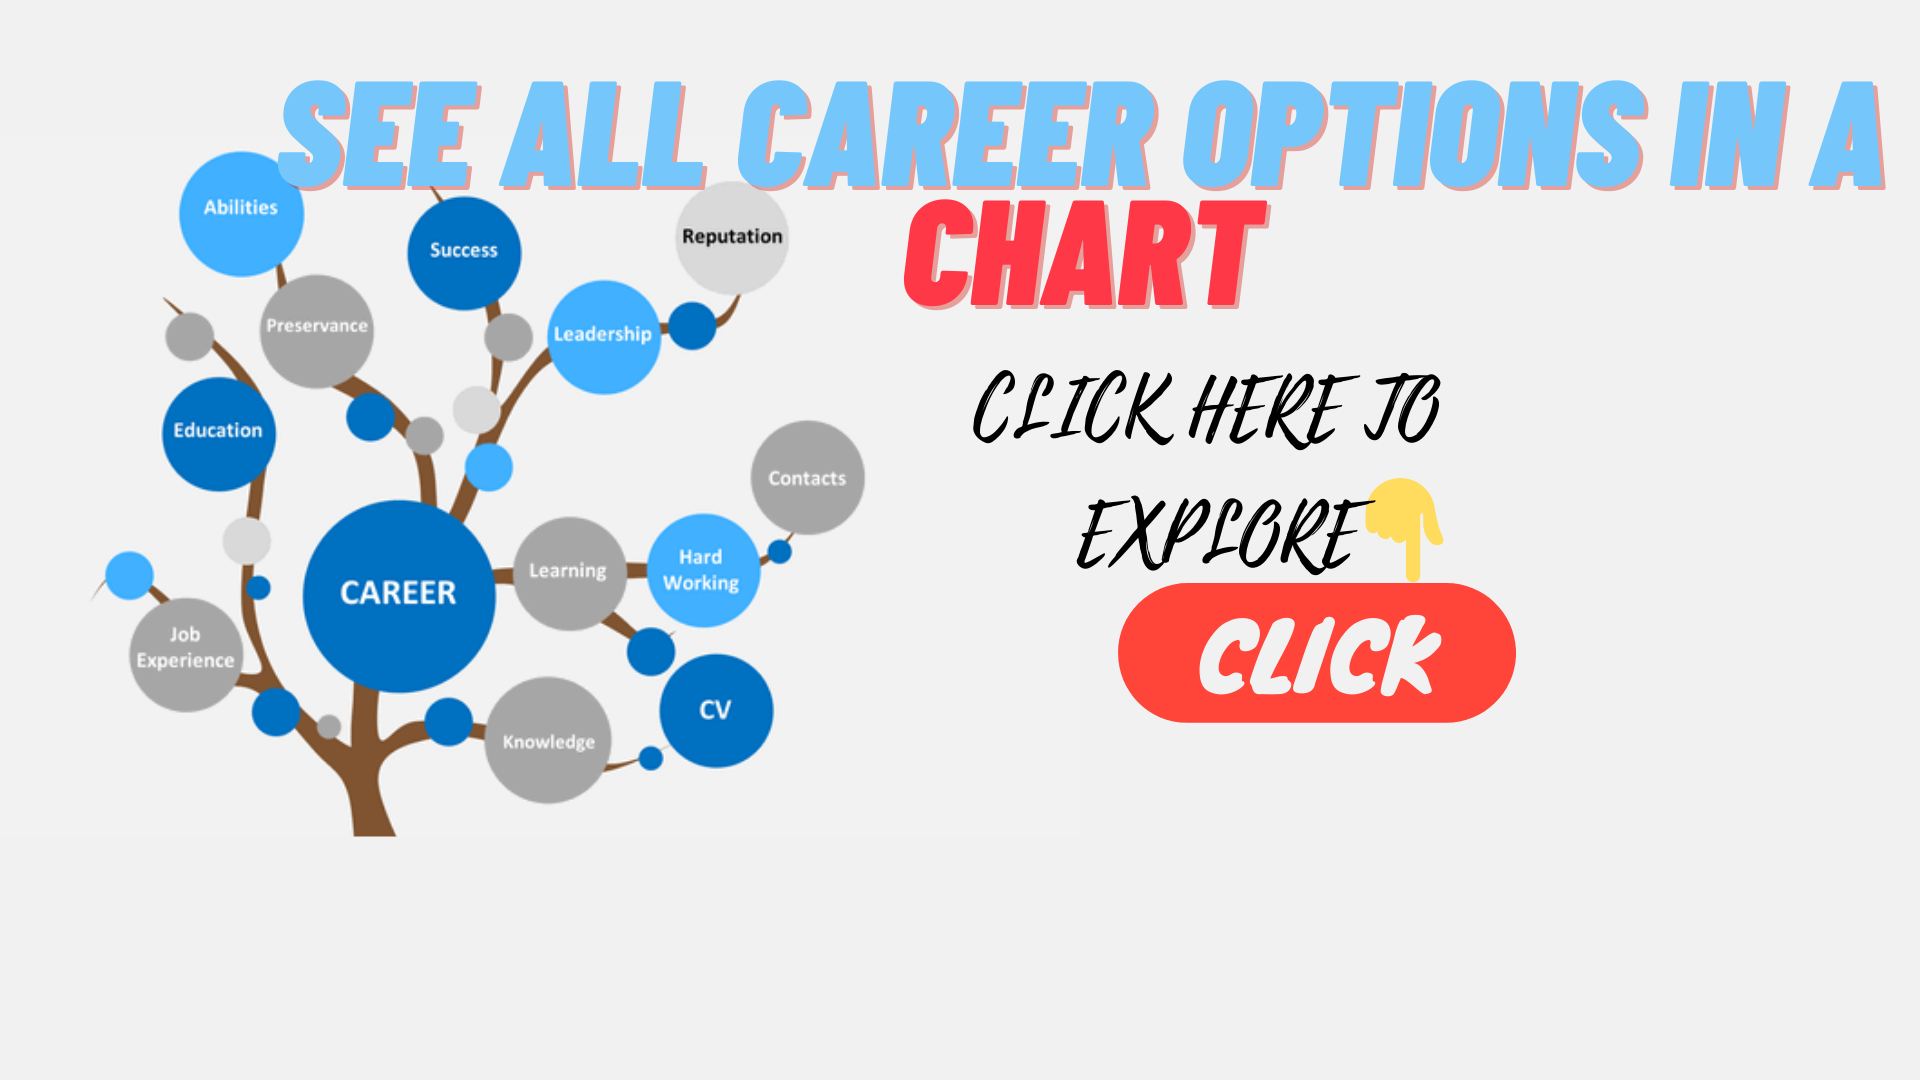 SEE ALL CAREER OPTIONS IN A
CHART
Abilities
Success
Reputation
Preservance
Leadership
Education
Contacts
CAREER
Learning
Hard
Working
Job
Experience
CV
Knowledge
CLICK HERE TO
EXPLORE👇
CLICK